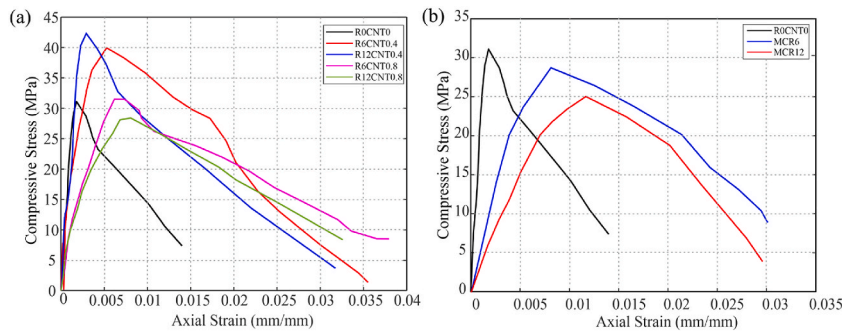 (a)
45
40
35
30
25
20
15
10
5
0
Compressive Stress (MPa)
R0CNT0
R6CNT0.4
R12CNT0.4
R6CNT0.8
R12CNT0.8
0 0.005 0.01 0.015 0.02 0.025 0.03 0.035 0.04
Axial Strain (mm/mm)
(b)
35
30
25
20
15
10
5
0
Compressive Stress (MPa)
R0CNT0
MCR6
MCR12
0 0.005 0.01 0.015 0.02 0.025 0.03 0.035
Axial Strain (mm/mm)